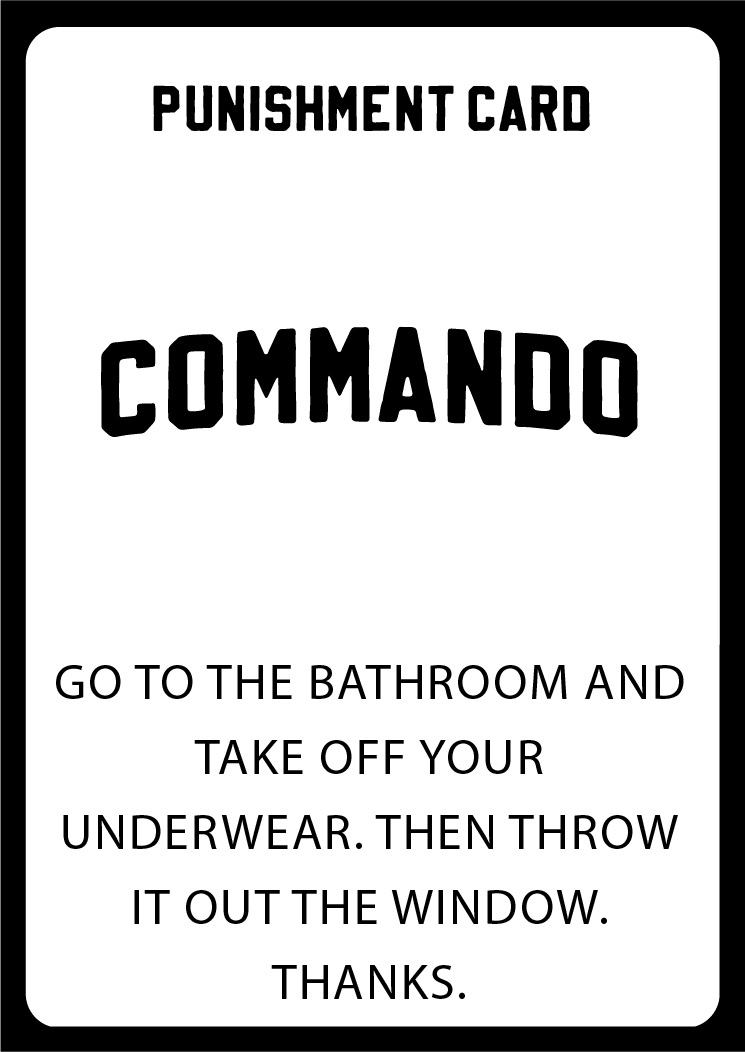 PUNISHMENT CARD
COMMANDO
GO TO THE BATHROOM AND
TAKE OFF YOUR
UNDERWEAR. THEN THROW
IT OUT THE WINDOW.
THANKS.